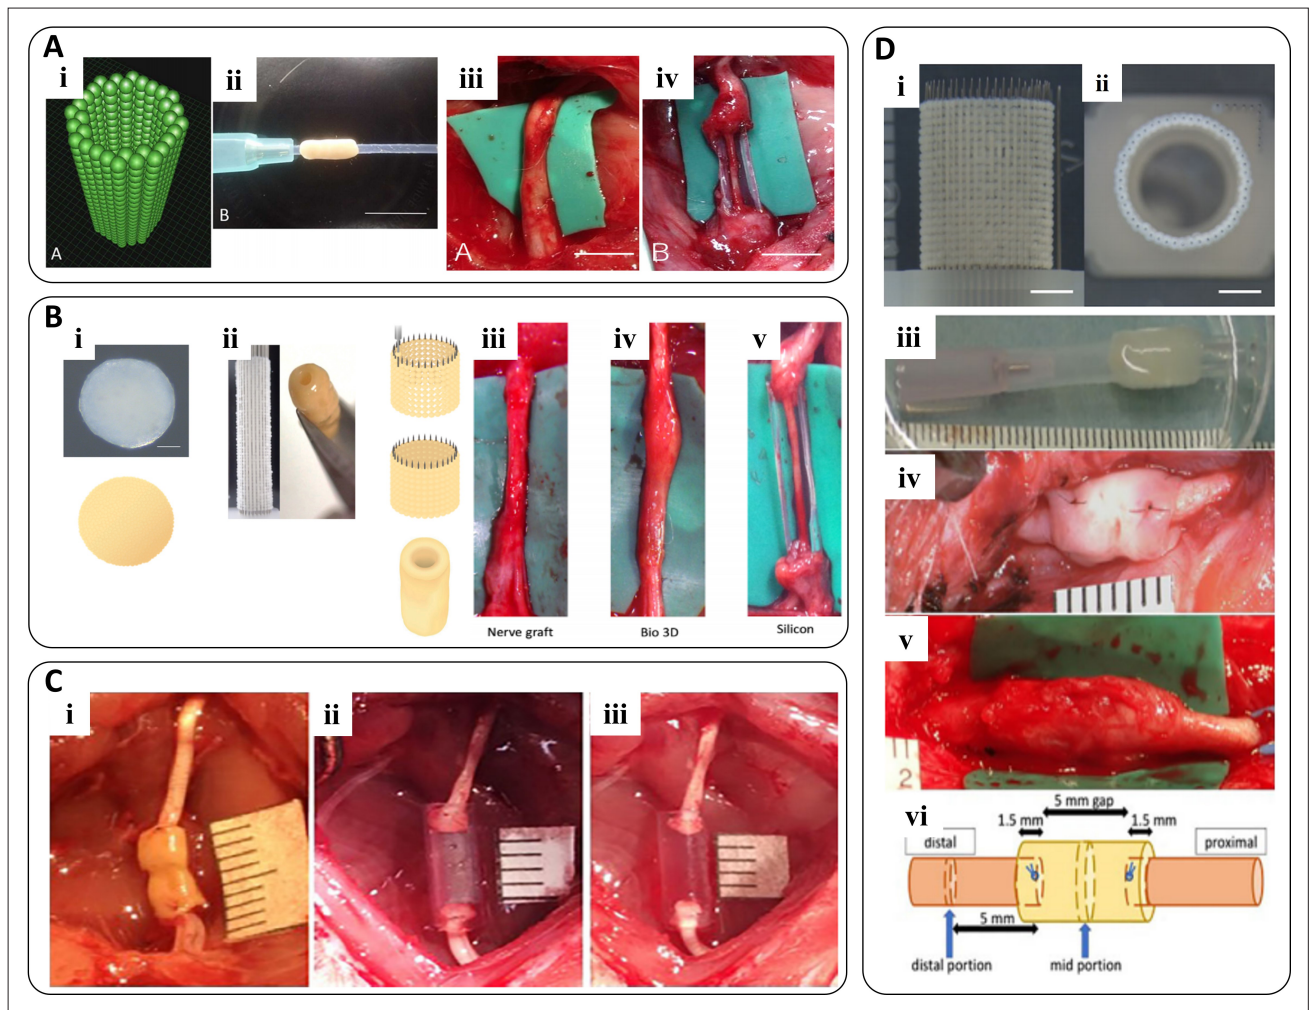 A
i
ii
iii
iv
A
B
A
B
B
i
ii
iii
iv
v
Nerve graft
Bio 3D
Silicon
C
i
ii
iii
D
i
ii
iii
iv
v
2
vi
5 mm gap
1.5 mm
1.5 mm
distal
proximal
5 mm
distal portion
mid portion